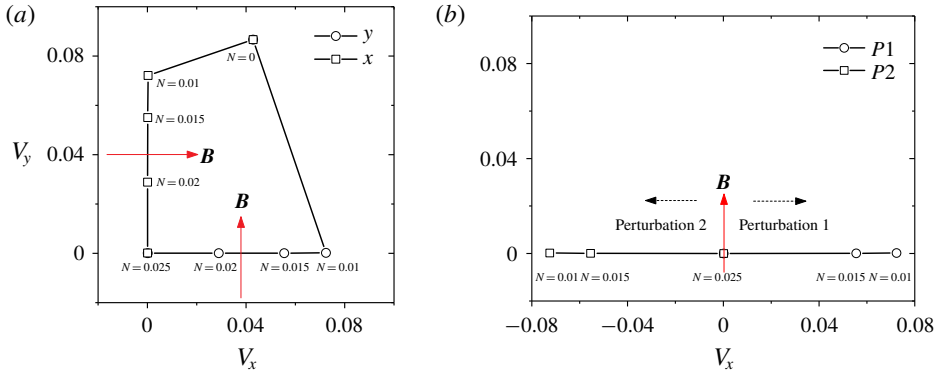 (a)
y
x
0.08
0.04
0
V_y
N = 0
N = 0.01
N = 0.015
B
N = 0.02
B
N = 0.025
N = 0.02
N = 0.015
N = 0.01
0
0.04
0.08
V_x
(b)
P1
P2
0.08
0.04
0
B
Perturbation 2
Perturbation 1
N = 0.01
N = 0.015
N = 0.025
N = 0.015
N = 0.01
−0.08
−0.04
0
0.04
0.08
V_x